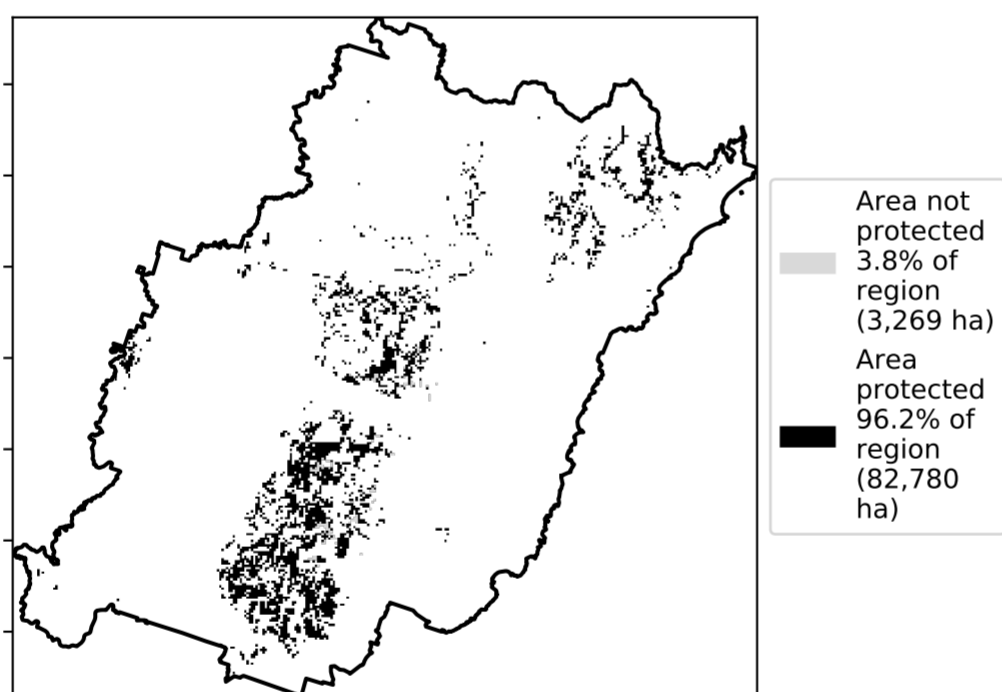 Area not
protected
3.8% of
region
(3,269 ha)
Area
protected
96.2% of
region
(82,780
ha)